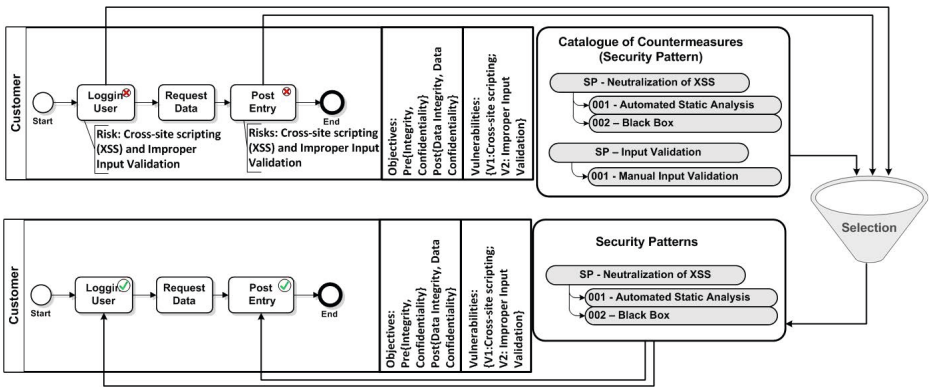 Customer
Start
Loggin
User
Request
Data
Post
Entry
End
Risk: Cross-site scripting
(XSS) and Improper
Input Validation
Risks: Cross-site scripting
(XSS) and Improper Input
Validation
Objectives:
Pre{Integrity,
Confidentiality}
Post{Data Integrity, Data
Confidentiality}
Vulnerabilities:
{V1:Cross-site scripting;
V2: Improper Input
Validation}
Catalogue of Countermeasures
(Security Pattern)
SP - Neutralization of XSS
001 - Automated Static Analysis
002 – Black Box
SP – Input Validation
001 - Manual Input Validation
Selection
Customer
Start
Loggin
User
Request
Data
Post
Entry
End
Objectives:
Pre{Integrity,
Confidentiality}
Post{Data Integrity, Data
Confidentiality}
Vulnerabilities:
{V1:Cross-site scripting;
V2: Improper Input
Validation}
Security Patterns
SP - Neutralization of XSS
001 - Automated Static Analysis
002 – Black Box